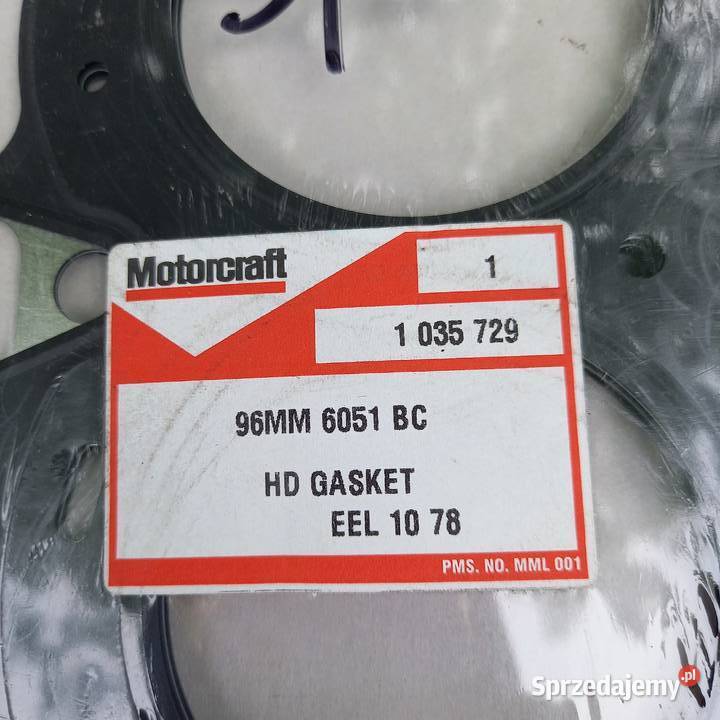 Motorcraft
1
1 035 729
96MM 6051 BC
HD GASKET
EEL 10 78
PMS. NO. MML 001
Sprzedajemy.pl